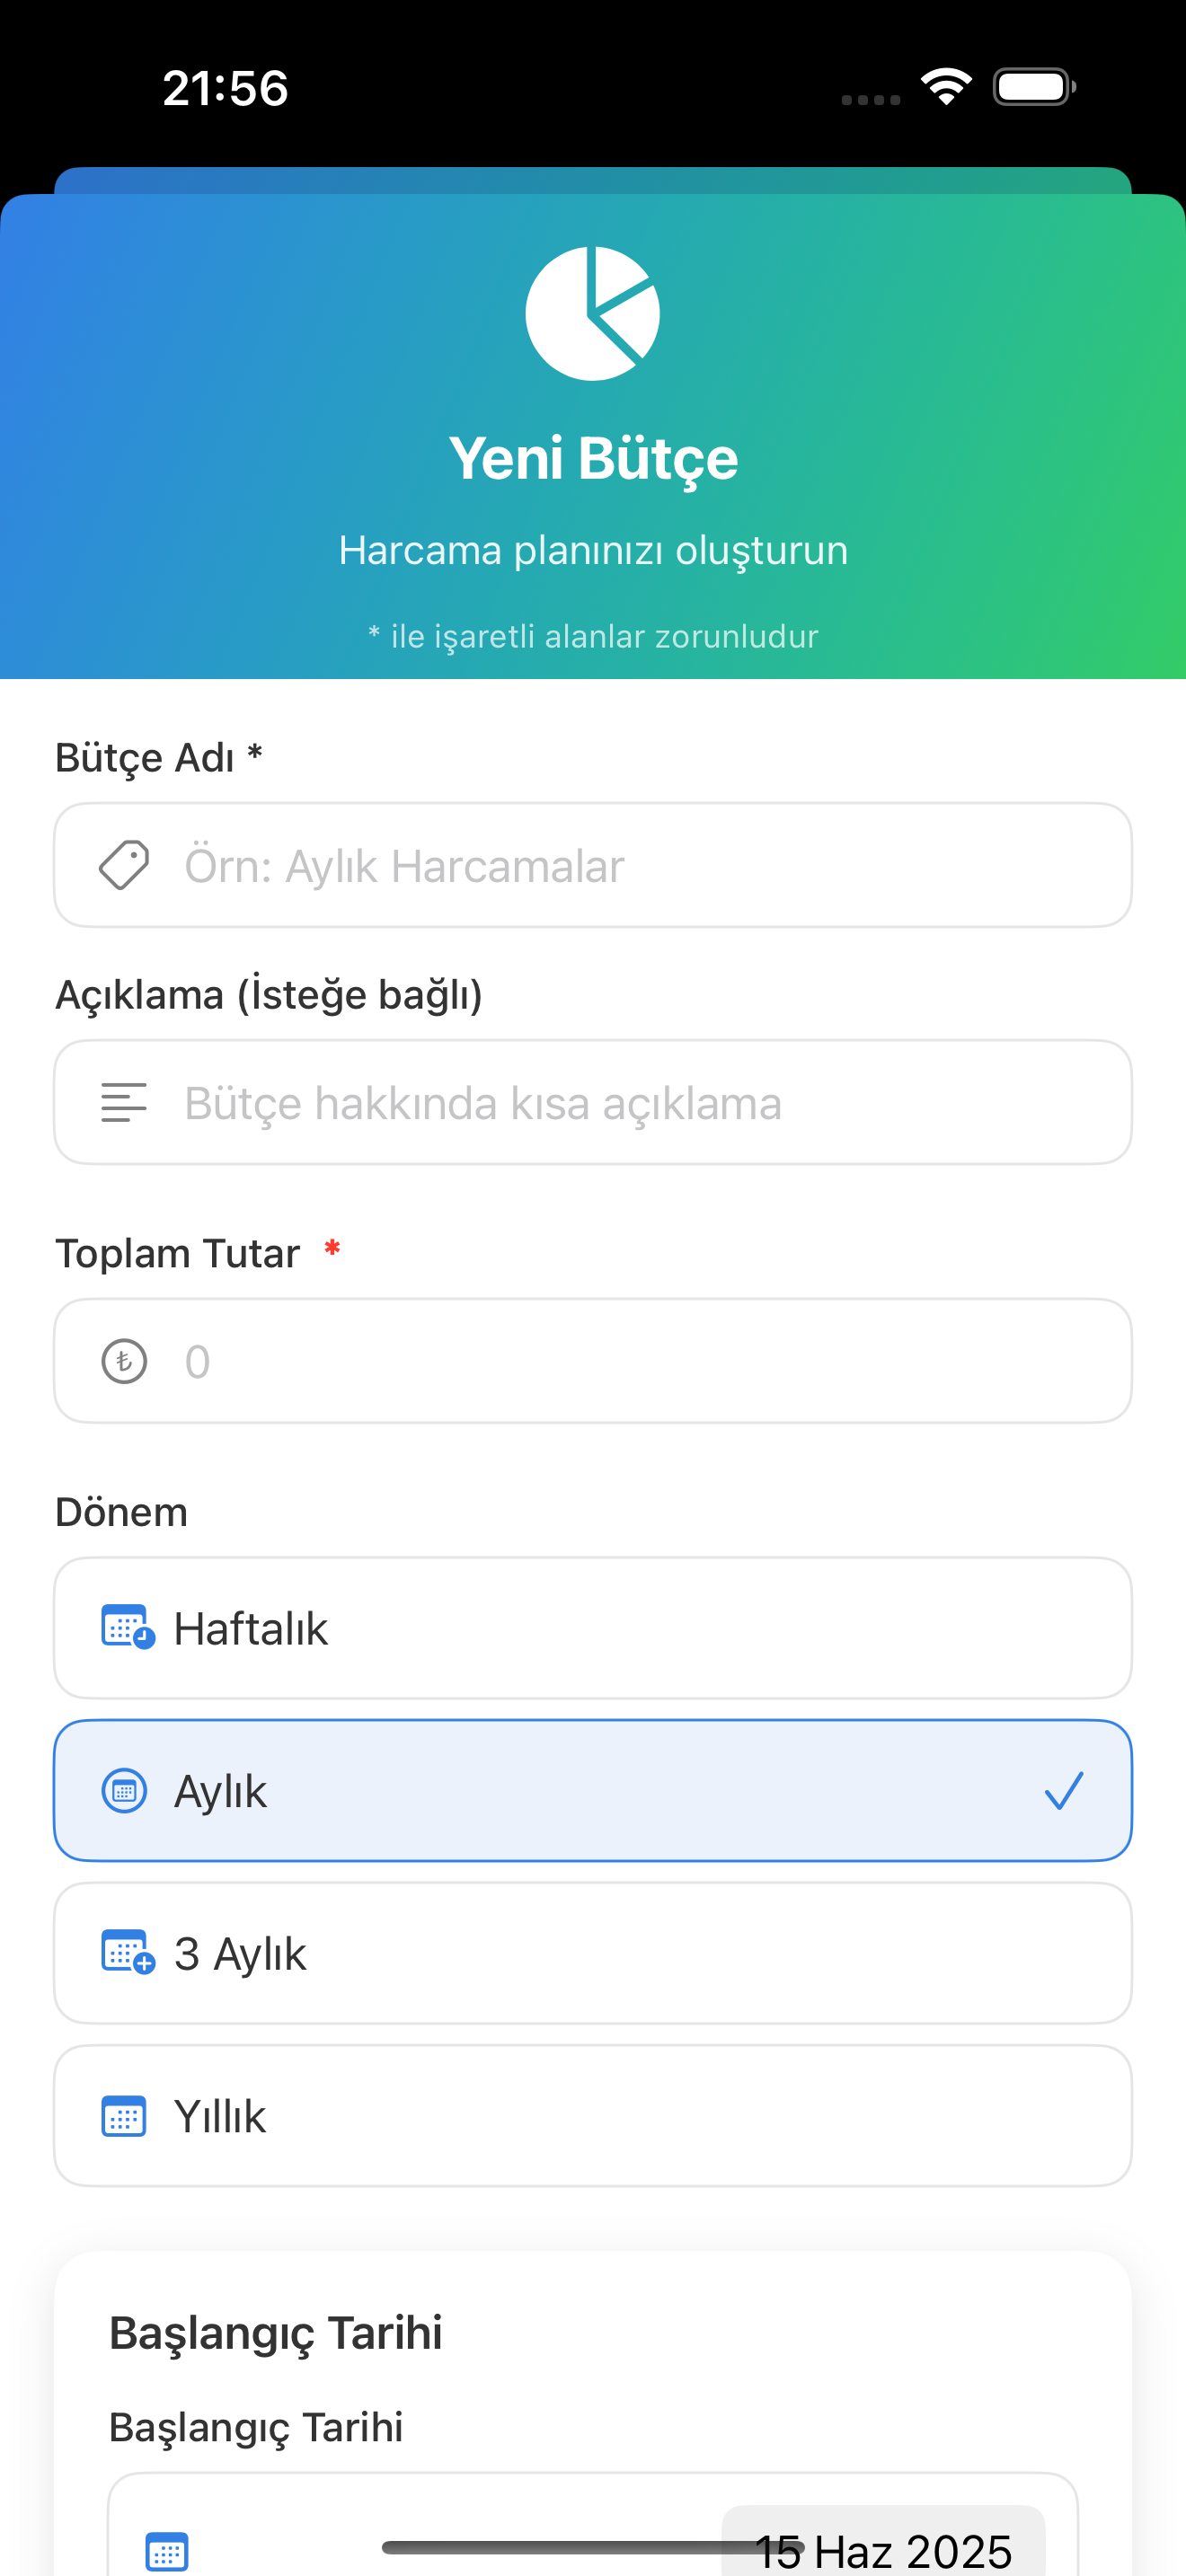 21:56
Yeni Bütçe
Harcama planınızı oluşturun
* ile işaretli alanlar zorunludur
Bütçe Adı *
Örn: Aylık Harcamalar
Açıklama (İsteğe bağlı)
Bütçe hakkında kısa açıklama
Toplam Tutar *
₺ 0
Dönem
Haftalık
Aylık
3 Aylık
Yıllık
Başlangıç Tarihi
Başlangıç Tarihi
15 Haz 2025